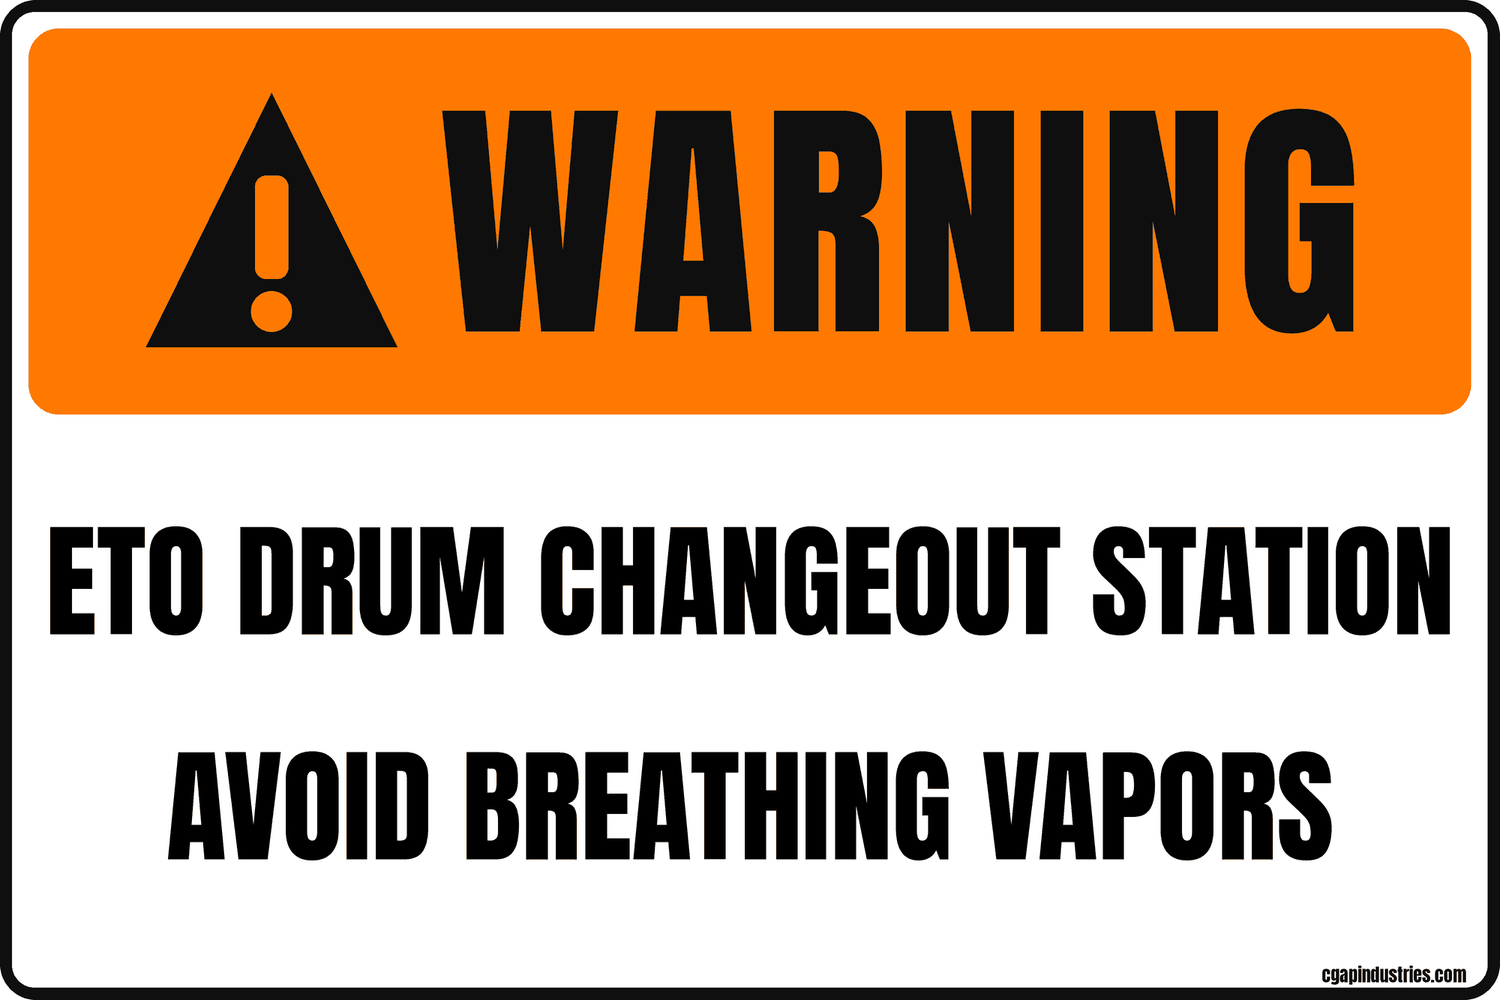 WARNING
ETO DRUM CHANGEOUT STATION
AVOID BREATHING VAPORS
cgapindustries.com